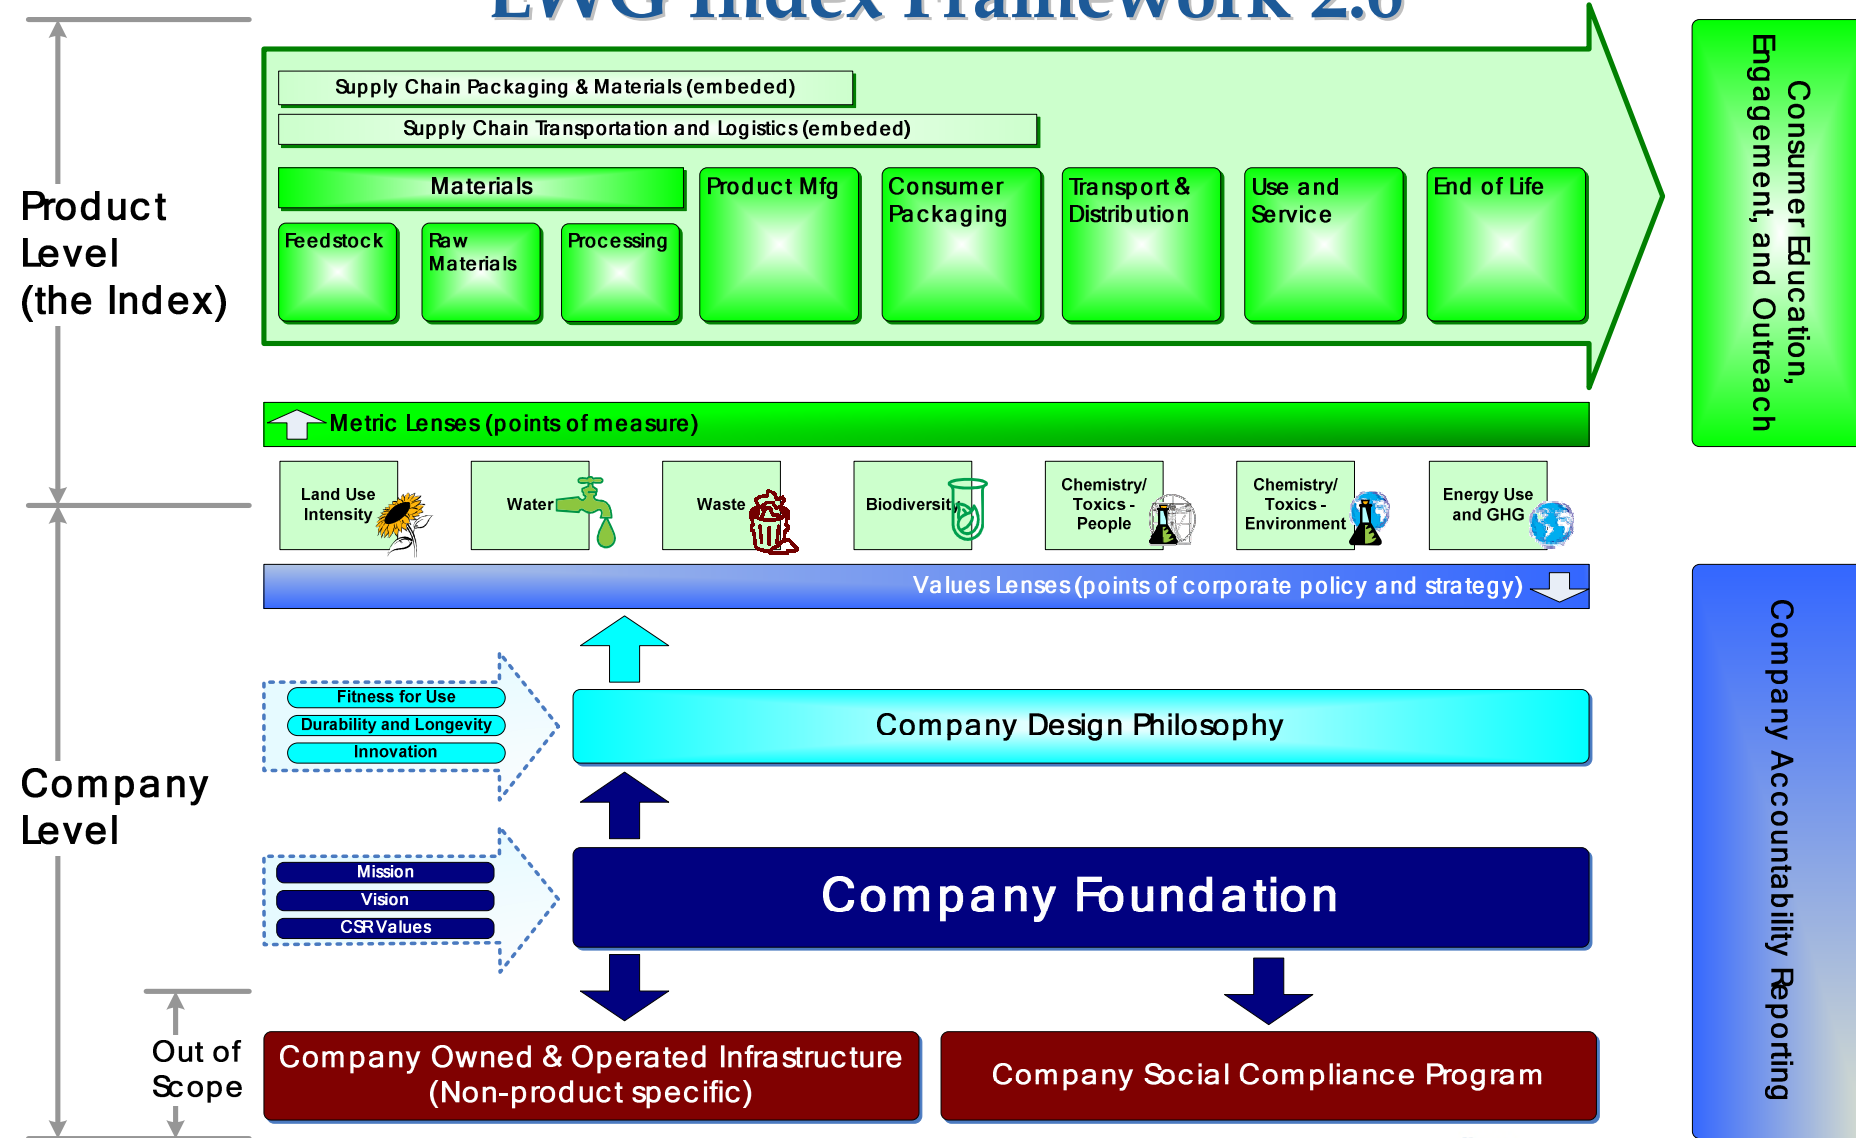 EWG Index Framework 2.0
Supply Chain Packaging & Materials (embeded)
Supply Chain Transportation and Logistics (embeded)
Materials
Feedstock
Raw
Materials
Processing
Product Mfg
Consumer
Packaging
Transport &
Distribution
Use and
Service
End of Life
Product
Level
(the Index)
Consumer Education,
Engagement, and Outreach
Metric Lenses (points of measure)
Land Use
Intensity
Water
Waste
Biodiversity
Chemistry/
Toxics -
People
Chemistry/
Toxics -
Environment
Energy Use
and GHG
Values Lenses (points of corporate policy and strategy)
Company
Level
Fitness for Use
Durability and Longevity
Innovation
Company Design Philosophy
Mission
Vision
CSR Values
Company Foundation
Company Accountability Reporting
Out of
Scope
Company Owned & Operated Infrastructure
(Non-product specific)
Company Social Compliance Program